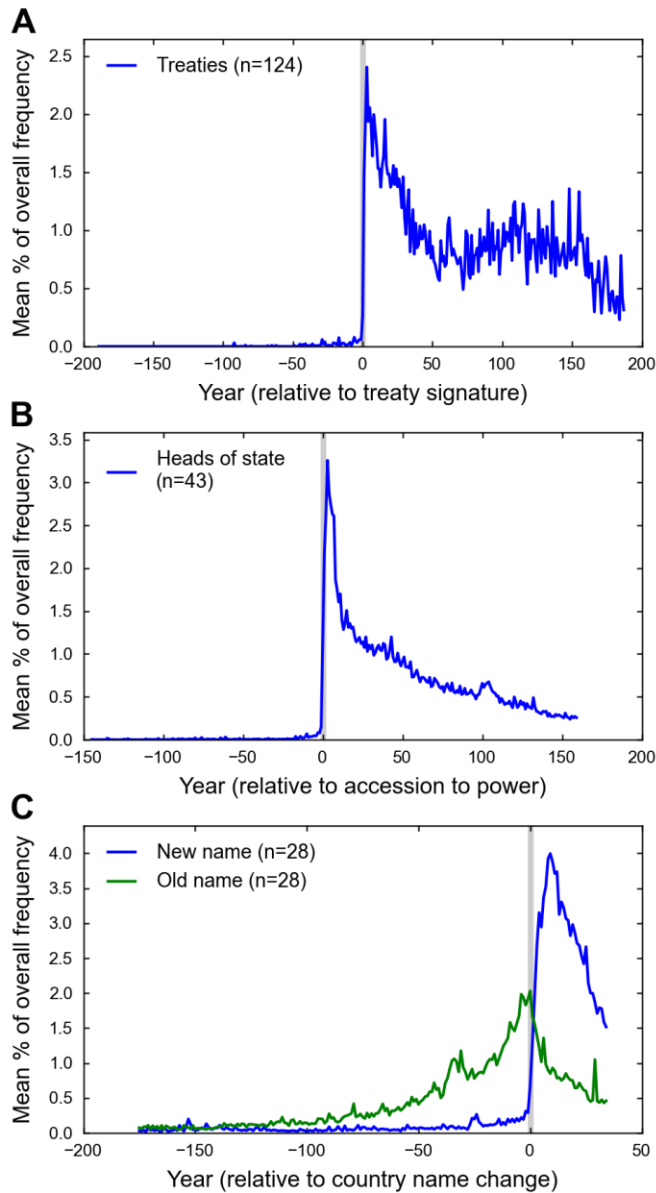 A
Mean % of overall frequency
2.5
2.0
1.5
1.0
0.5
0.0
Treaties (n=124)
−200 −150 −100 −50 0 50 100 150 200
Year (relative to treaty signature)
B
Mean % of overall frequency
3.5
3.0
2.5
2.0
1.5
1.0
0.5
0.0
Heads of state
(n=43)
−150 −100 −50 0 50 100 150 200
Year (relative to accession to power)
C
Mean % of overall frequency
4.0
3.5
3.0
2.5
2.0
1.5
1.0
0.5
0.0
New name (n=28)
Old name (n=28)
−200 −150 −100 −50 0 50
Year (relative to country name change)